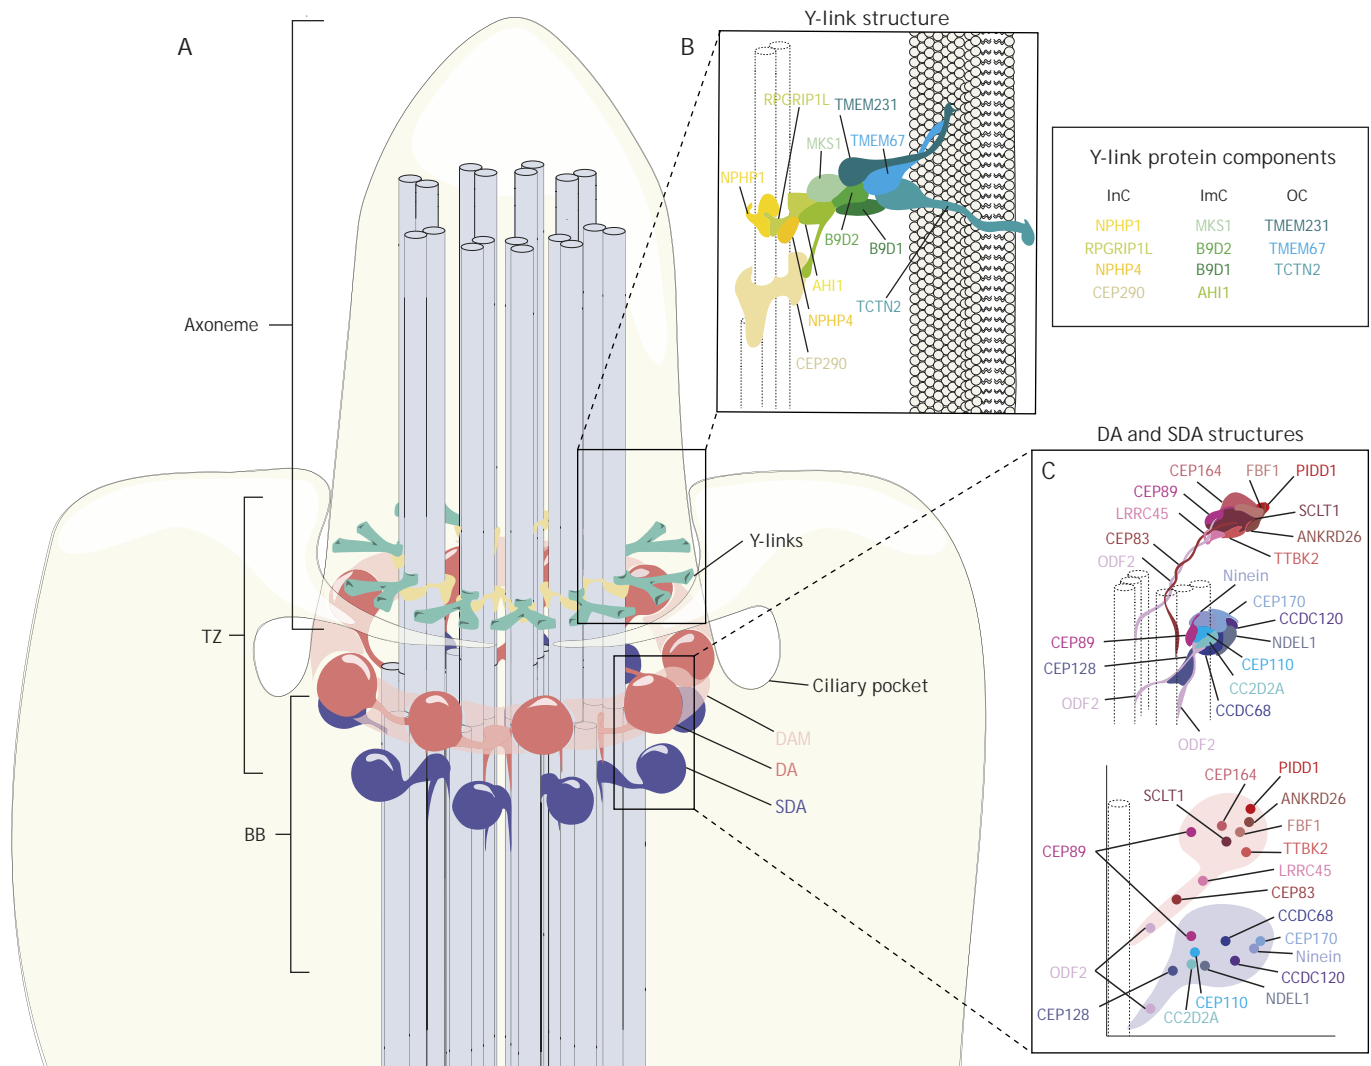 A
Axoneme
TZ
BB
Y-links
Ciliary pocket
DAM
DA
SDA
Y-link structure
B
RPGRIP1L
TMEM231
MKS1
TMEM67
NPHP1
B9D2
B9D1
AHI1
TCTN2
NPHP4
CEP290
Y-link protein components
InC ImC OC
NPHP1 MKS1 TMEM231
RPGRIP1L B9D2 TMEM67
NPHP4 B9D1 TCTN2
CEP290 AHI1
DA and SDA structures
C
CEP164
FBF1
PIDD1
CEP89
LRRC45
SCLT1
CEP83
ANKRD26
ODF2
TTBK2
Ninein
CEP170
CCDC120
CEP89
NDEL1
CEP128
CEP110
CC2D2A
ODF2
CCDC68
ODF2
CEP164
PIDD1
SCLT1
ANKRD26
FBF1
CEP89
TTBK2
LRRC45
CEP83
CCDC68
CEP170
Ninein
ODF2
CCDC120
NDEL1
CEP110
CEP128
CC2D2A